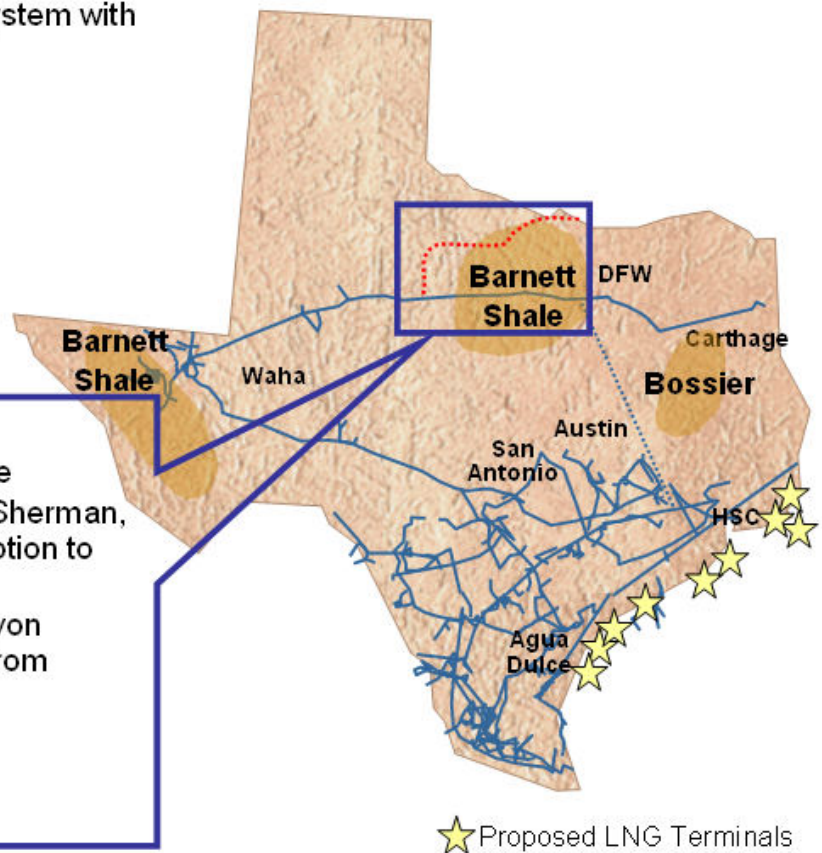 ystem with
Barnett
Shale
DFW
Barnett
Shale
Carthage
Waha
Bossier
Austin
San
Antonio
e
Sherman,
otion to
HSC
yon
rom
Agua
Dulce
Proposed LNG Terminals